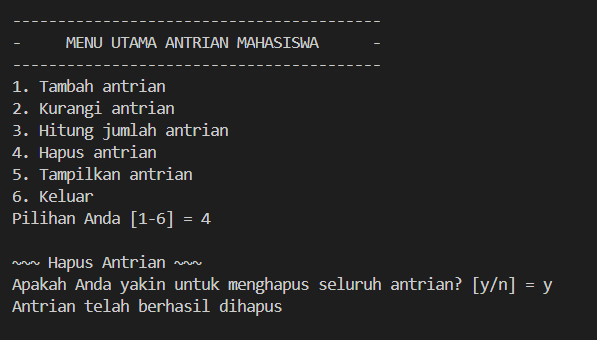 -----------------------------------------
-     MENU UTAMA ANTRIAN MAHASISWA      -
-----------------------------------------
1. Tambah antrian
2. Kurangi antrian
3. Hitung jumlah antrian
4. Hapus antrian
5. Tampilkan antrian
6. Keluar
Pilihan Anda [1-6] = 4
~~~ Hapus Antrian ~~~
Apakah Anda yakin untuk menghapus seluruh antrian? [y/n] = y
Antrian telah berhasil dihapus